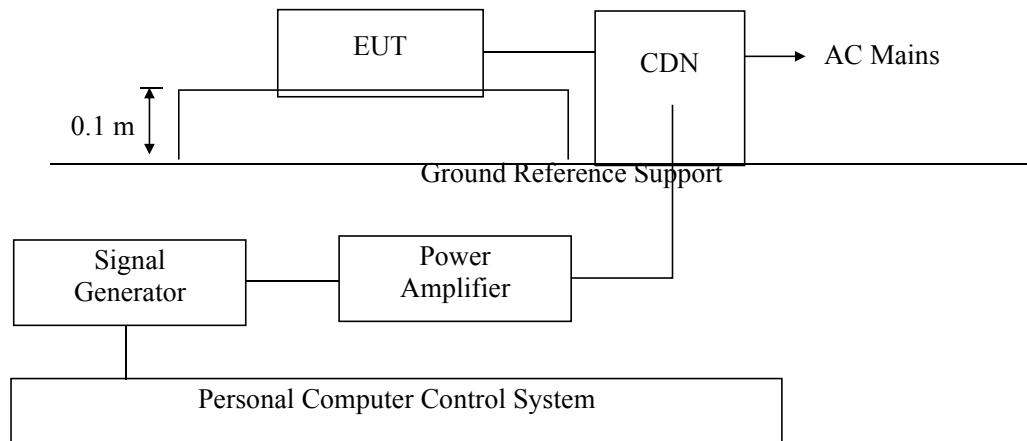 EUT
CDN
AC Mains
0.1 m
Ground Reference Support
Signal
Generator
Power
Amplifier
Personal Computer Control System